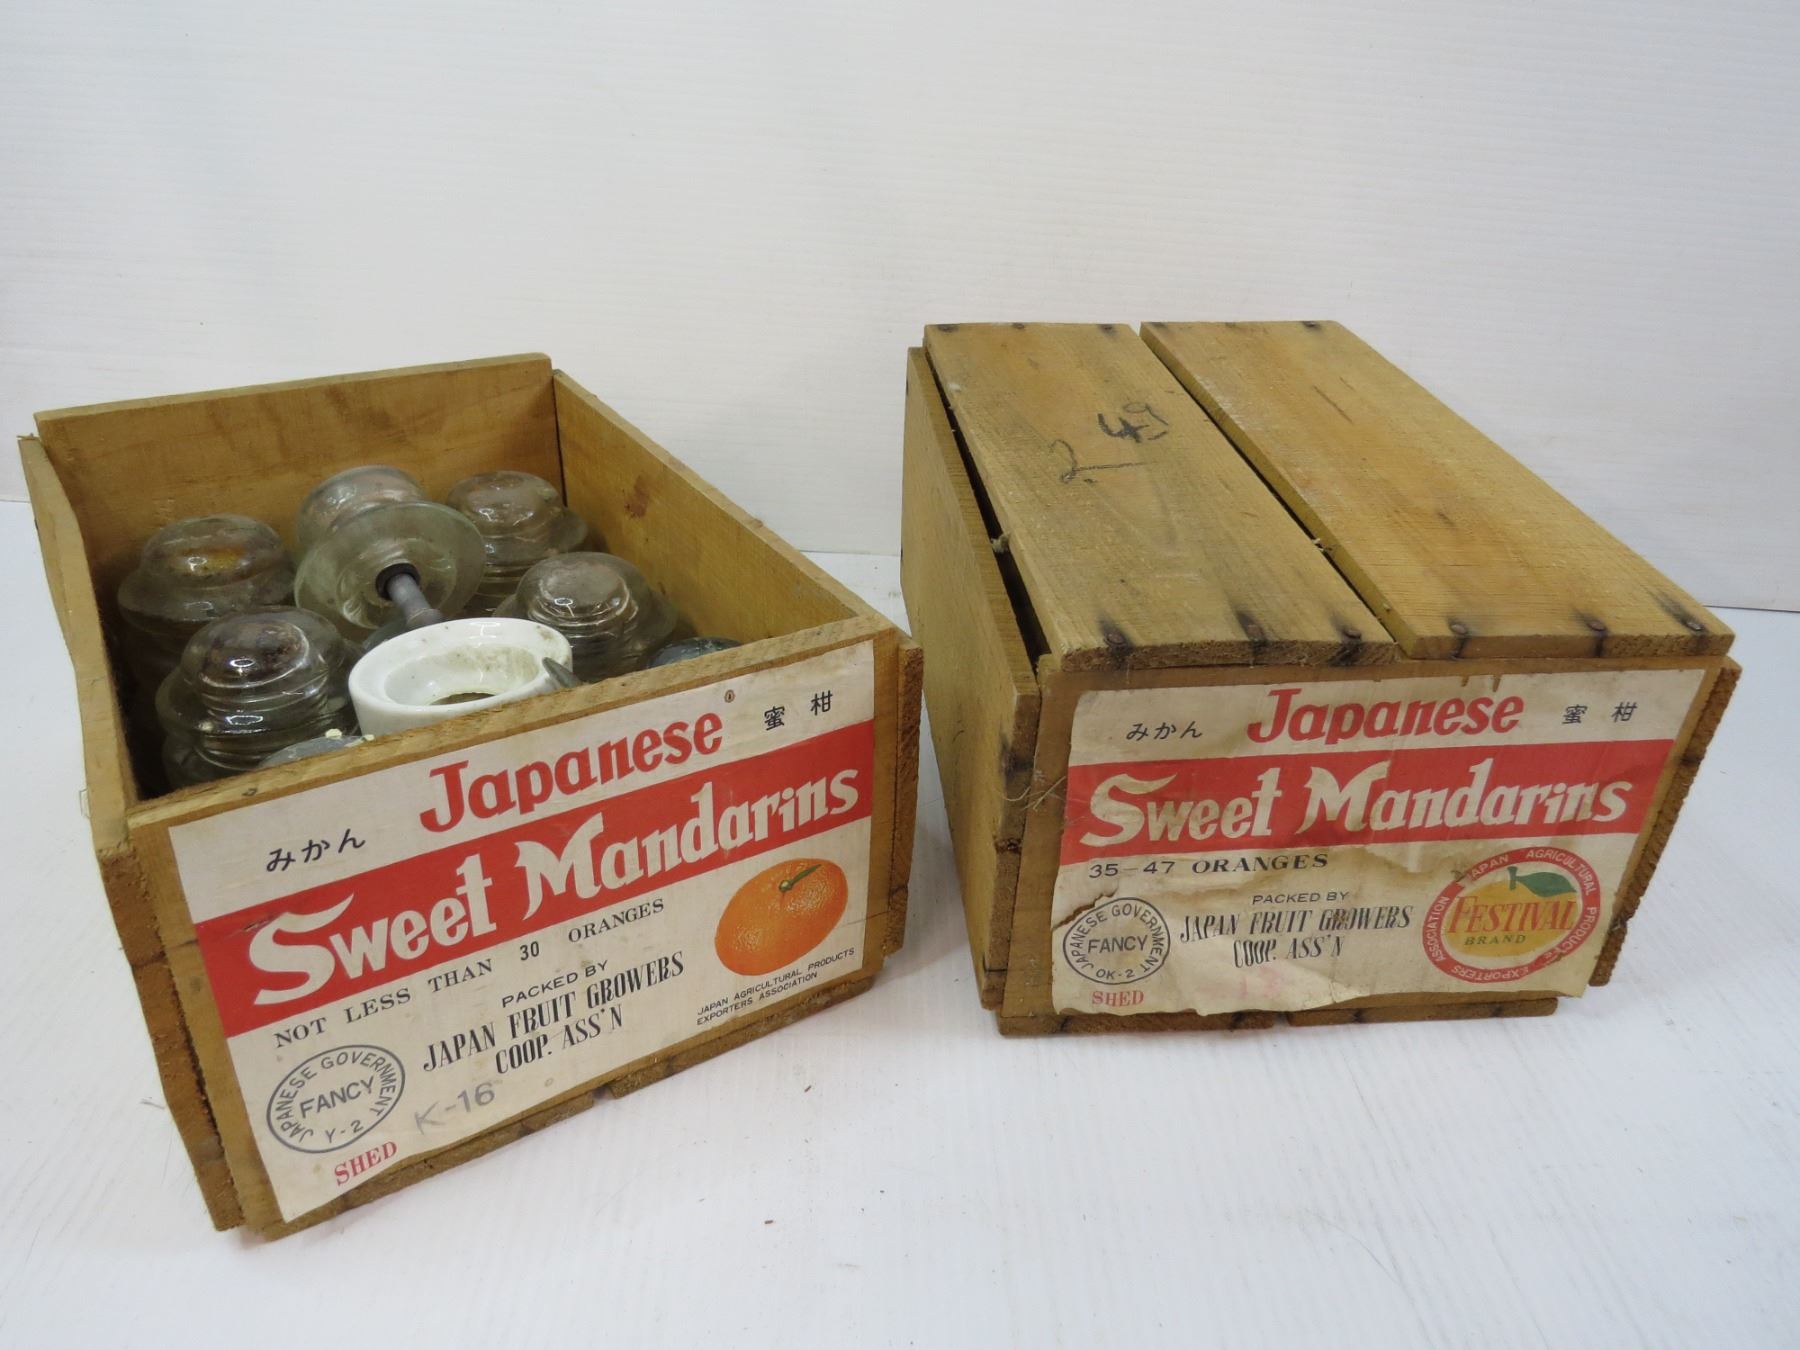 みかん Japanese 蜜柑
Sweet Mandarins
NOT LESS THAN 30 ORANGES
PACKED BY
JAPAN FRUIT GROWERS
COOP. ASS'N
JAPAN AGRICULTURAL PRODUCTS
EXPORTERS ASSOCIATION
JAPANESE GOVERNMENT
FANCY
Y-2
SHED
K-16
2.49
みかん Japanese 蜜柑
Sweet Mandarins
35-47 ORANGES
PACKED BY
JAPAN FRUIT GROWERS
COOP. ASS'N
JAPANESE GOVERNMENT
FANCY
OK-2
SHED
JAPAN AGRICULTURAL PRODUCTS EXPORTERS ASSOCIATION
FESTIVAL
BRAND